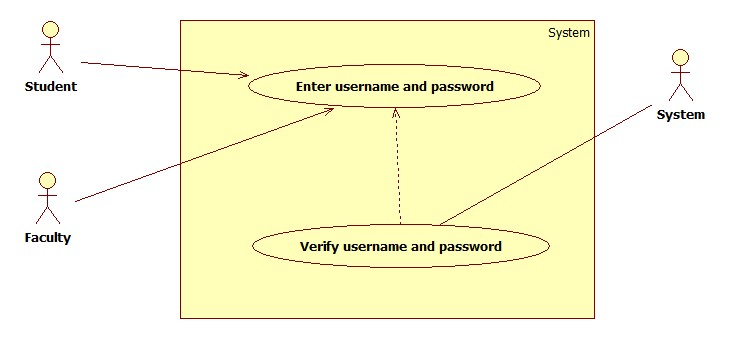 System
Student
Enter username and password
System
Faculty
Verify username and password